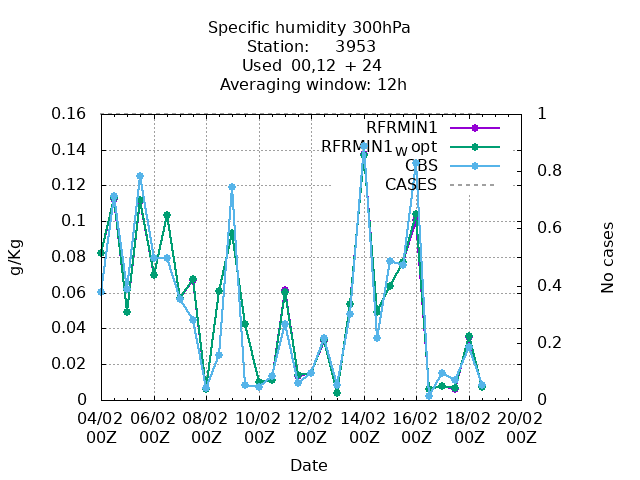 Specific humidity 300hPa
Station: 3953
Used 00,12 + 24
Averaging window: 12h
0.16
0.14
0.12
0.1
0.08
0.06
0.04
0.02
0
1
0.8
0.6
0.4
0.2
0
RFRMIN1
RFRMIN1w opt
OBS
CASES
g/Kg
No cases
04/02 06/02 08/02 10/02 12/02 14/02 16/02 18/02 20/02
00Z 00Z 00Z 00Z 00Z 00Z 00Z 00Z 00Z
Date